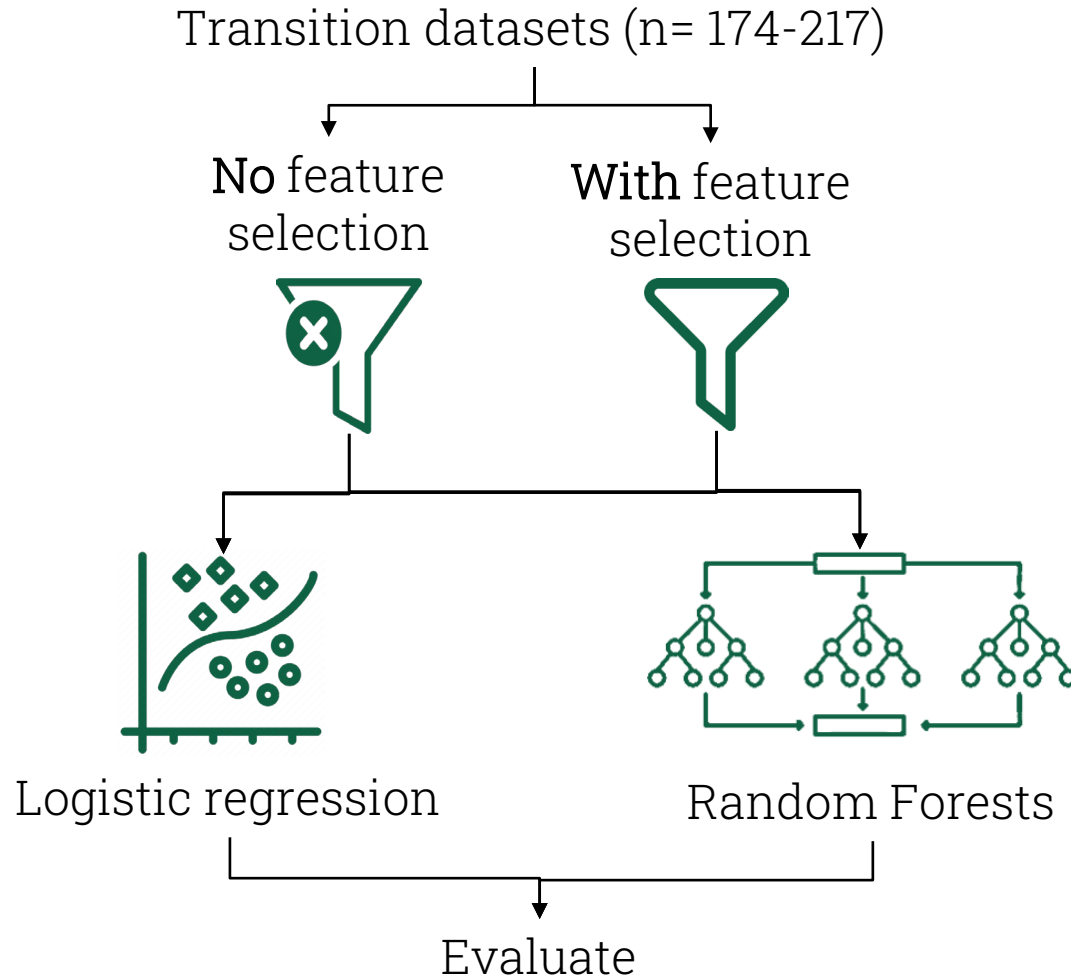 Transition datasets (n= 174-217)
No feature
selection
With feature
selection
Logistic regression
Random Forests
Evaluate